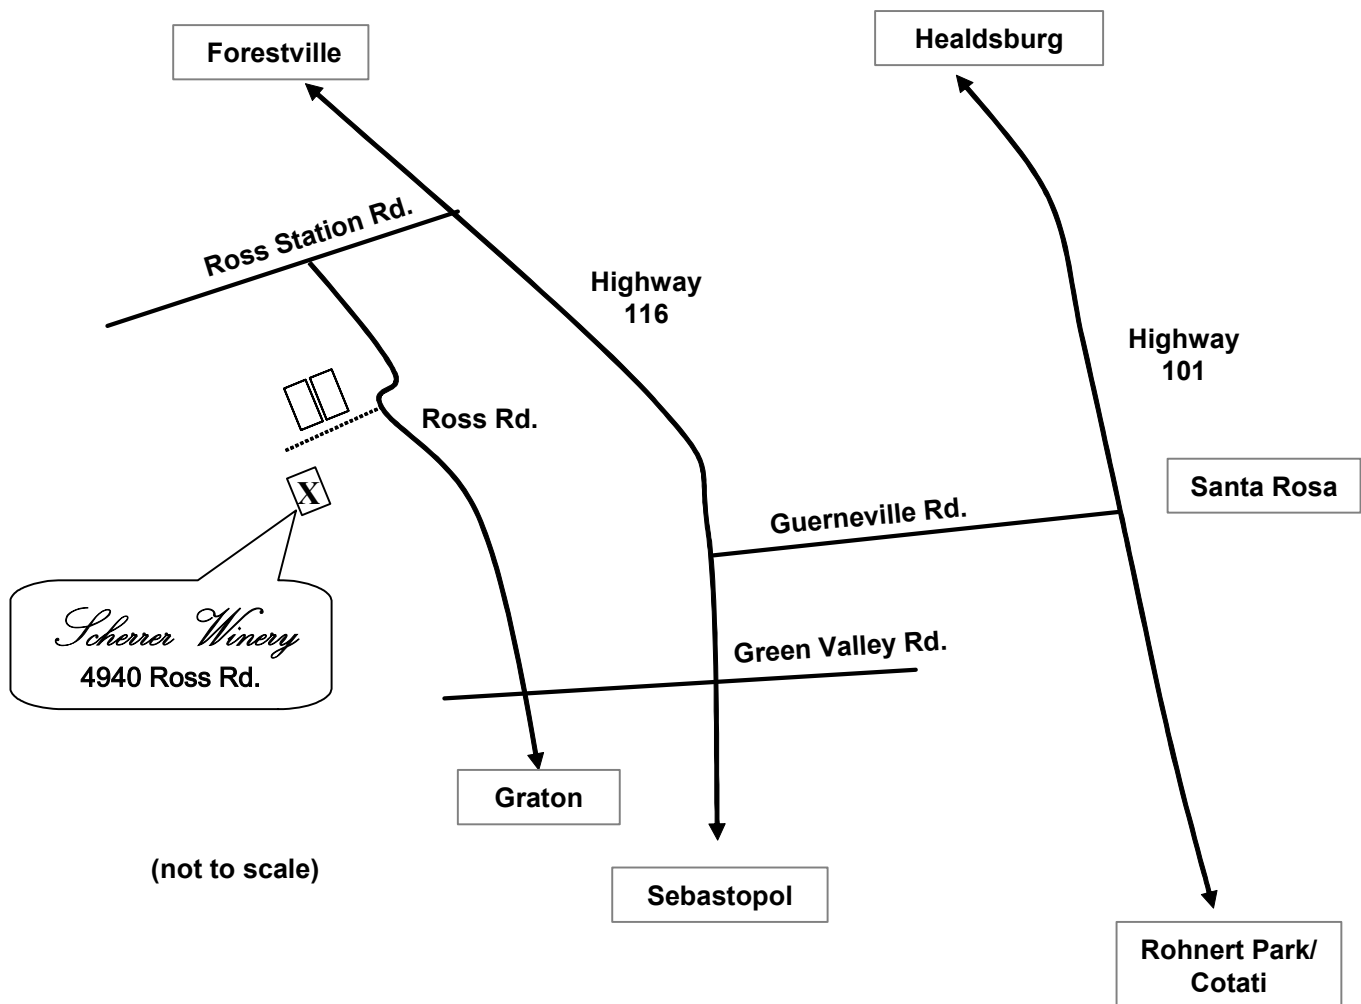 Forestville
Healdsburg
Ross Station Rd.
Highway
116
Highway
101
Ross Rd.
Santa Rosa
Guerneville Rd.
X
Scherrer Winery
4940 Ross Rd.
Green Valley Rd.
Graton
(not to scale)
Sebastopol
Rohnert Park/
Cotati